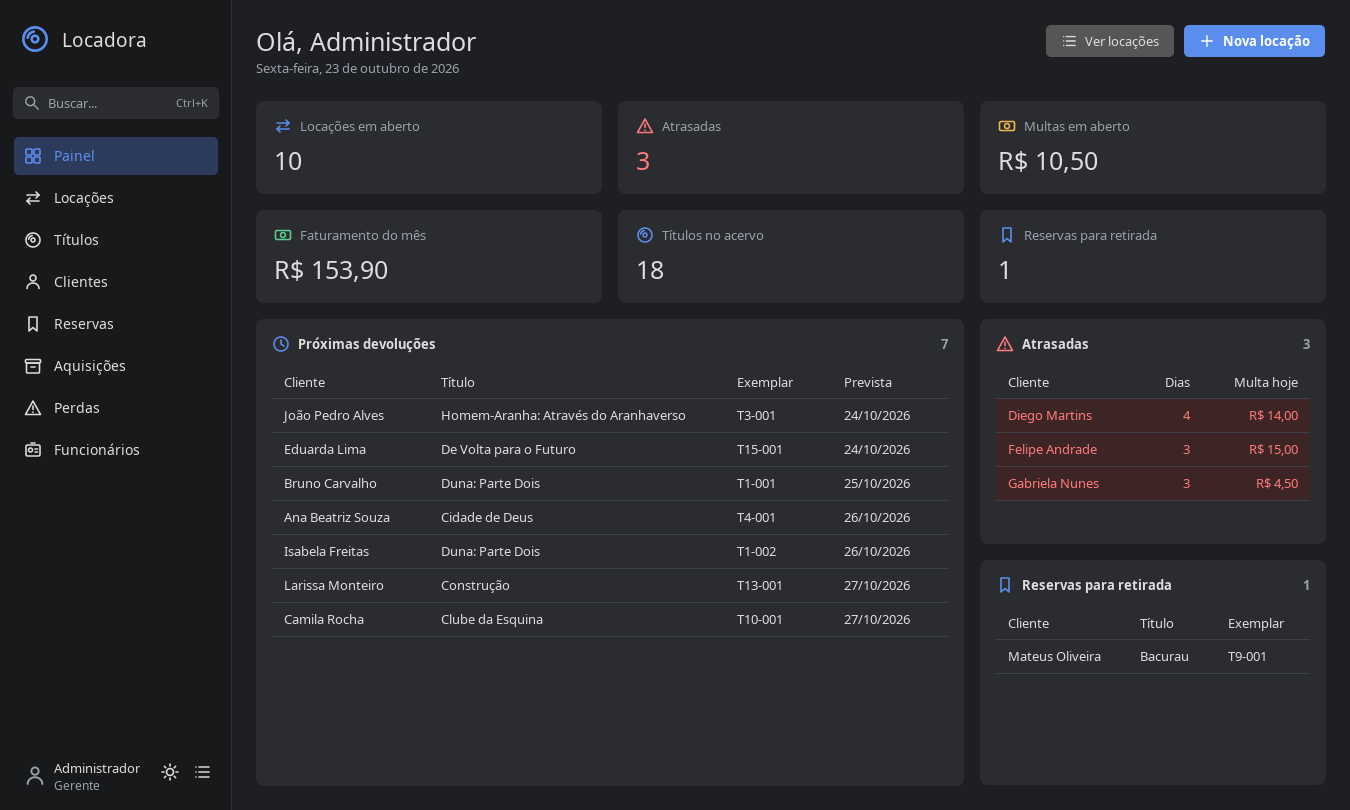 Locadora
Buscar...
Ctrl+K
Painel
Locações
Títulos
Clientes
Reservas
Aquisições
Perdas
Funcionários
Administrador
Gerente
Olá, Administrador
Sexta-feira, 23 de outubro de 2026
Ver locações
Nova locação
Locações em aberto
10
Atrasadas
3
Multas em aberto
R$ 10,50
Faturamento do mês
R$ 153,90
Títulos no acervo
18
Reservas para retirada
1
Próximas devoluções 7
Cliente Título Exemplar Prevista
João Pedro Alves Homem-Aranha: Através do Aranhaverso T3-001 24/10/2026
Eduarda Lima De Volta para o Futuro T15-001 24/10/2026
Bruno Carvalho Duna: Parte Dois T1-001 25/10/2026
Ana Beatriz Souza Cidade de Deus T4-001 26/10/2026
Isabela Freitas Duna: Parte Dois T1-002 26/10/2026
Larissa Monteiro Construção T13-001 27/10/2026
Camila Rocha Clube da Esquina T10-001 27/10/2026
Atrasadas 3
Cliente Dias Multa hoje
Diego Martins 4 R$ 14,00
Felipe Andrade 3 R$ 15,00
Gabriela Nunes 3 R$ 4,50
Reservas para retirada 1
Cliente Título Exemplar
Mateus Oliveira Bacurau T9-001